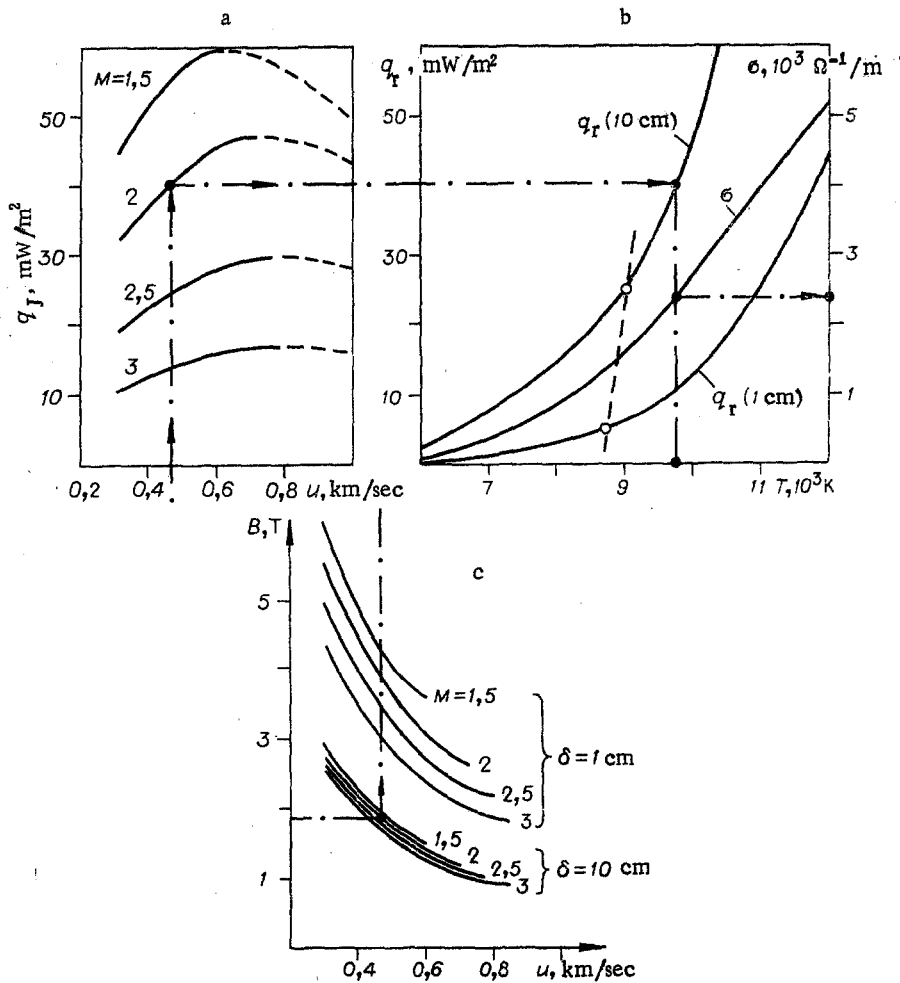 a
b
M=1,5
2
2,5
3
50
30
10
q_J, mW/m²
0,2
0,4
0,6
0,8
u, km/sec
q_r, mW/m²
50
30
10
q_r (10 cm)
σ
q_r (1 cm)
σ, 10³ Ω⁻¹/m
5
3
1
7
9
11
T, 10³K
c
B, T
5
3
1
M=1,5
2
2,5
3
δ=1 cm
1,5
2
2,5
3
δ=10 cm
0,4
0,6
0,8
u, km/sec